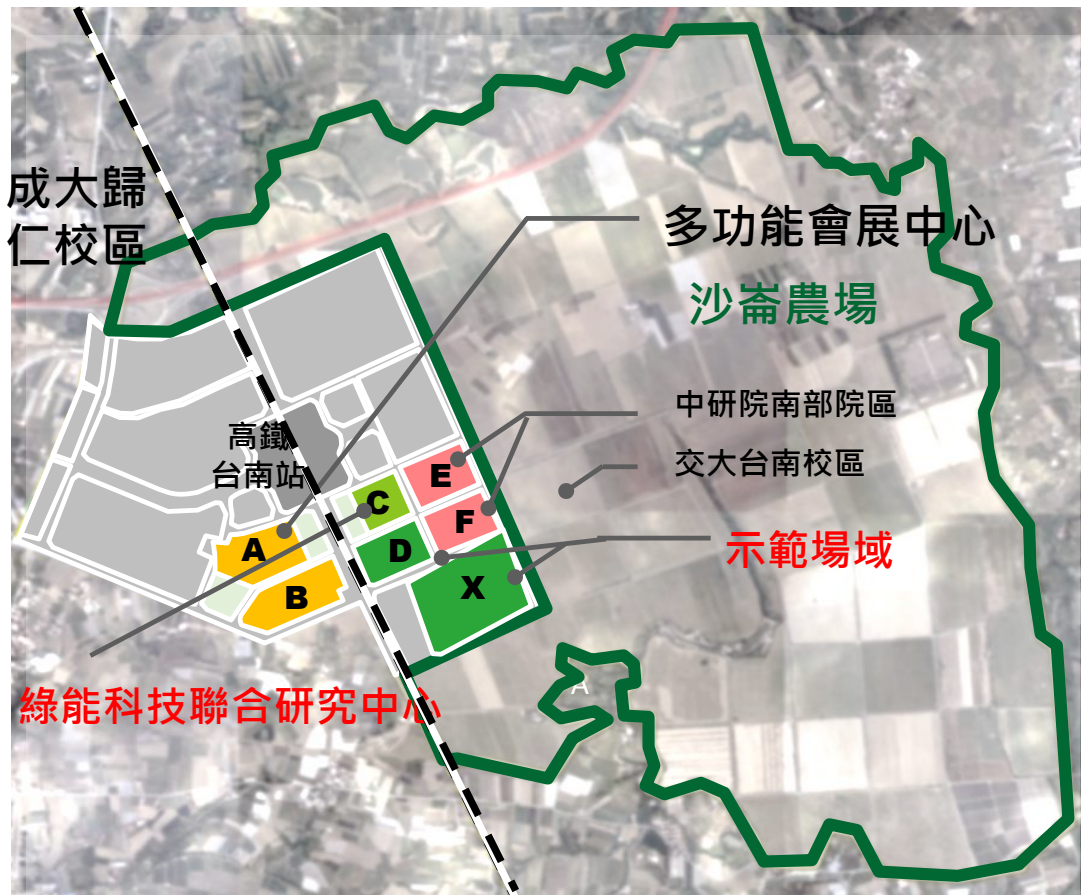 成大歸
仁校區
多功能會展中心
沙崙農場
中研院南部院區
高鐵
台南站
交大台南校區
E
C
F
A
D
示範場域
B
X
A
綠能科技聯合研究中心